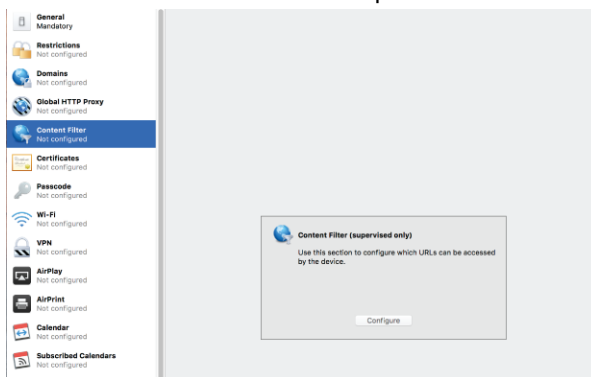 General
Mandatory
Restrictions
Not configured
Domains
Not configured
Global HTTP Proxy
Not configured
Content Filter
Not configured
Certificates
Not configured
Passcode
Not configured
Wi-Fi
Not configured
VPN
Not configured
AirPlay
Not configured
AirPrint
Not configured
Calendar
Not configured
Subscribed Calendars
Not configured
Content Filter (supervised only)
Use this section to configure which URLs can be accessed
by the device.
Configure